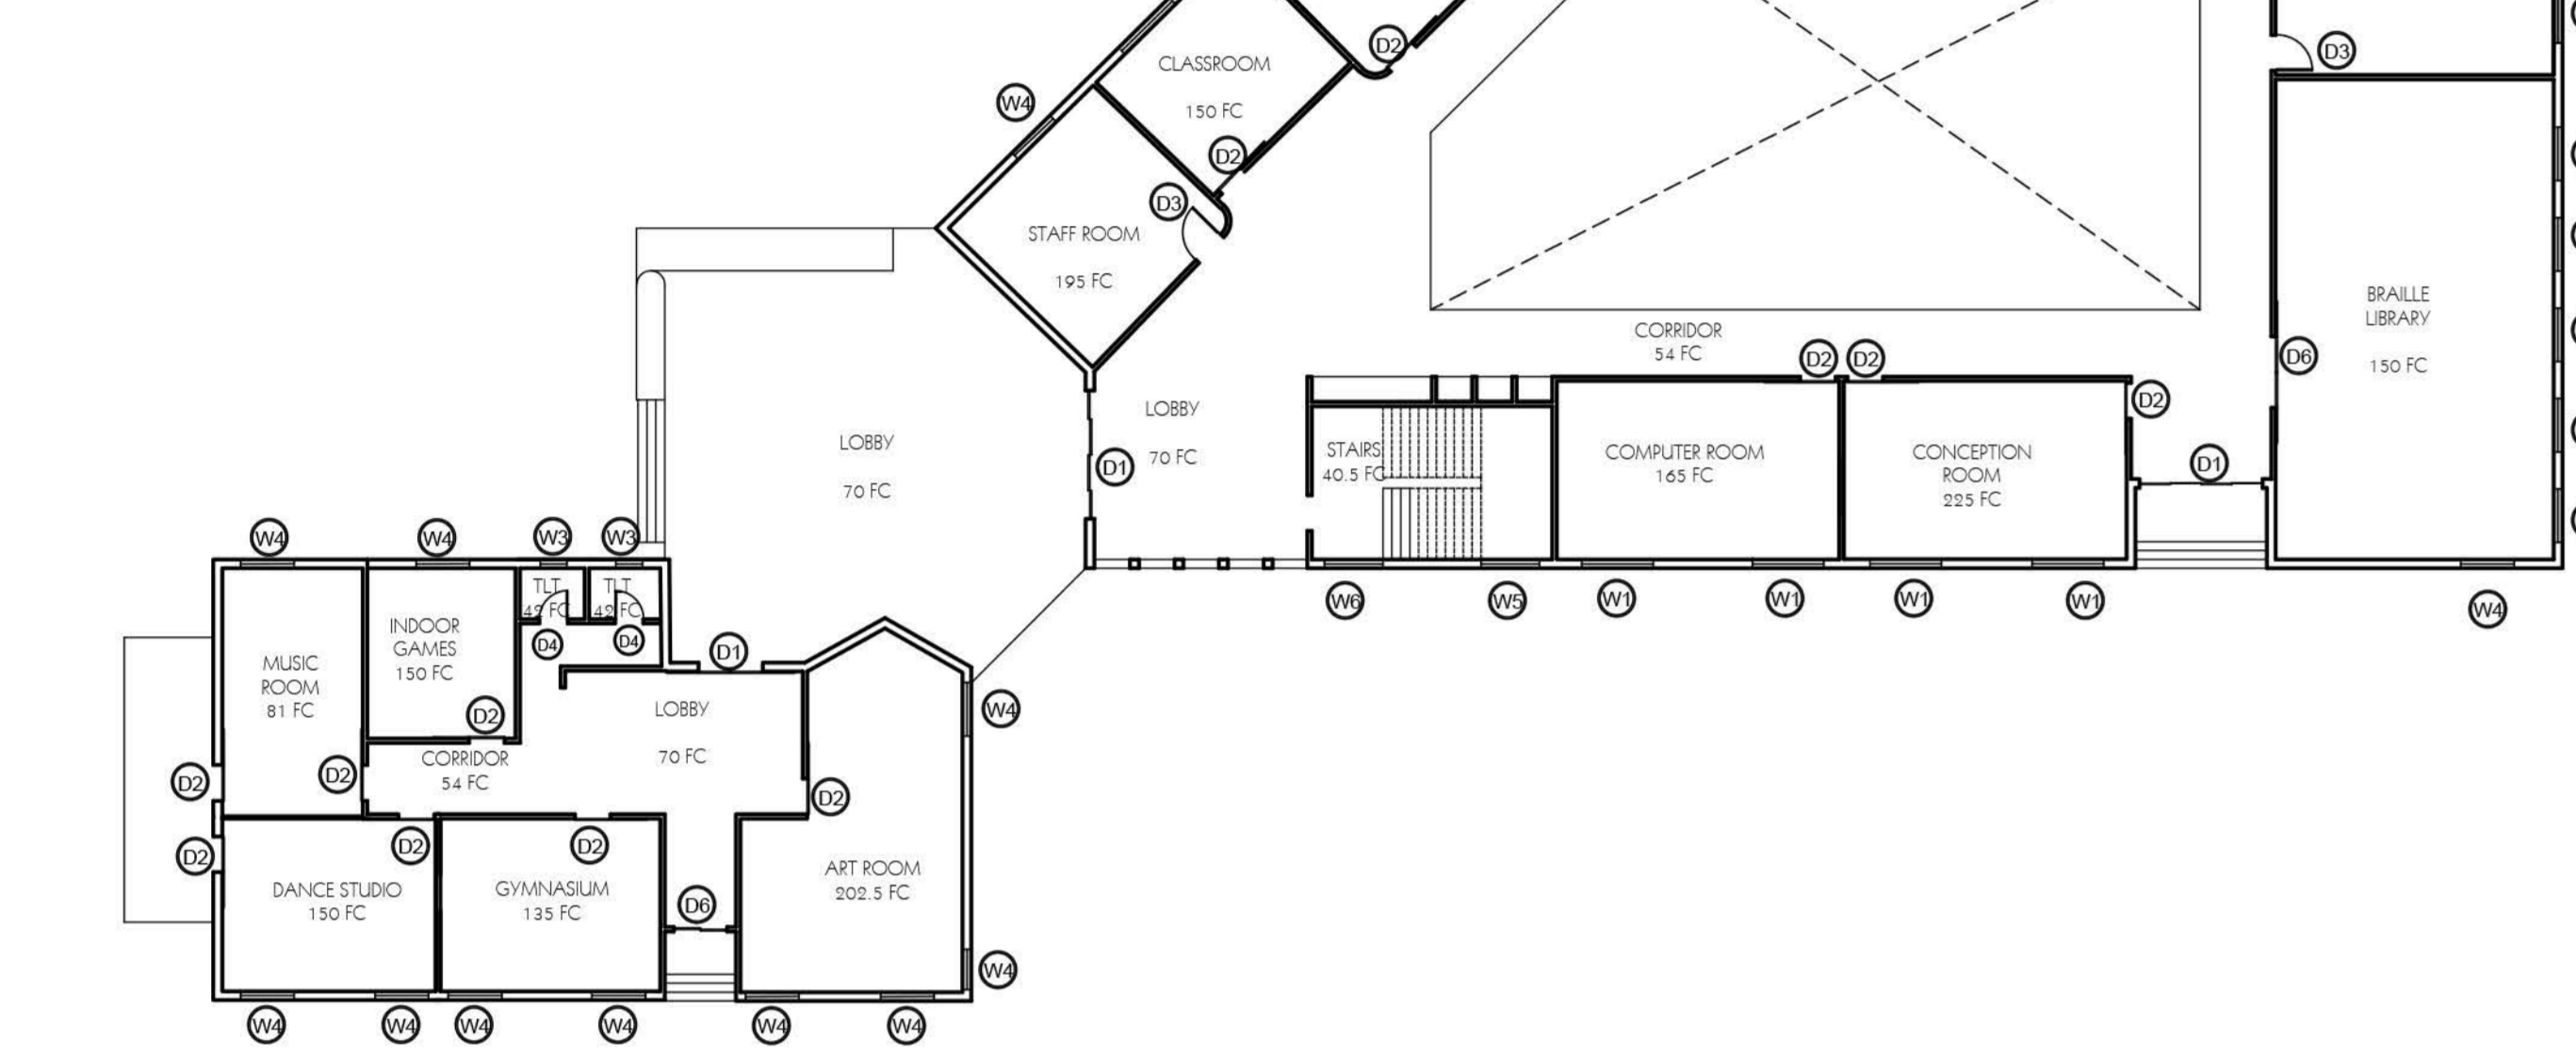 CLASSROOM
150 FC
D2
D2
D3
W4
STAFF ROOM
195 FC
D3
CORRIDOR
54 FC
D2
D2
BRAILLE
LIBRARY
150 FC
D6
D2
D1
LOBBY
70 FC
D1
LOBBY
70 FC
STAIRS
40.5 FC
COMPUTER ROOM
165 FC
CONCEPTION
ROOM
225 FC
W6
W5
W1
W1
W1
W1
W4
W4
W4
W3
W3
TLT
42 FC
TLT
42 FC
D4
D4
INDOOR
GAMES
150 FC
D2
MUSIC
ROOM
81 FC
D1
LOBBY
70 FC
W4
CORRIDOR
54 FC
D2
D2
D2
D2
D2
D2
DANCE STUDIO
150 FC
GYMNASIUM
135 FC
D6
ART ROOM
202.5 FC
W4
W4
W4
W4
W4
W4
W4